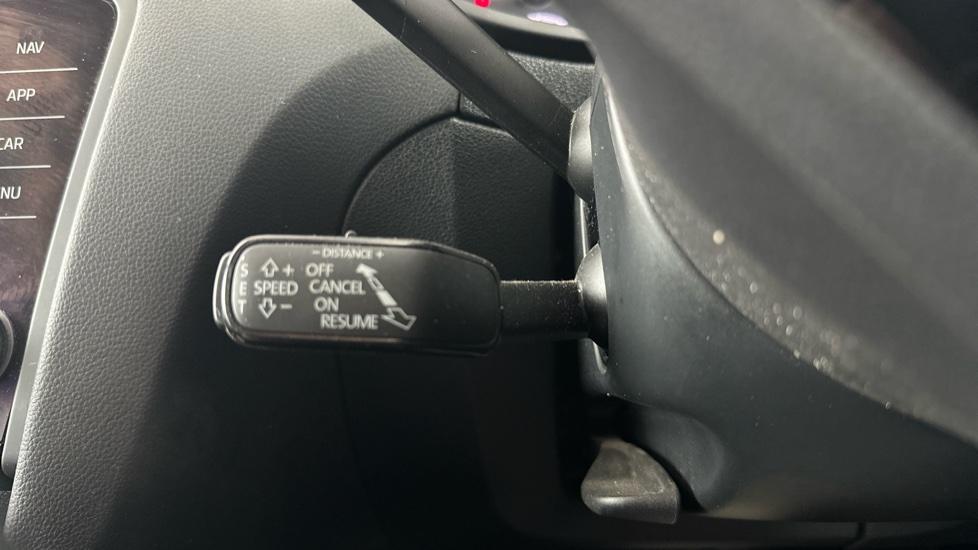 NAV
APP
CAR
NU
- DISTANCE +
S + OFF
E SPEED CANCEL
T - ON
RESUME